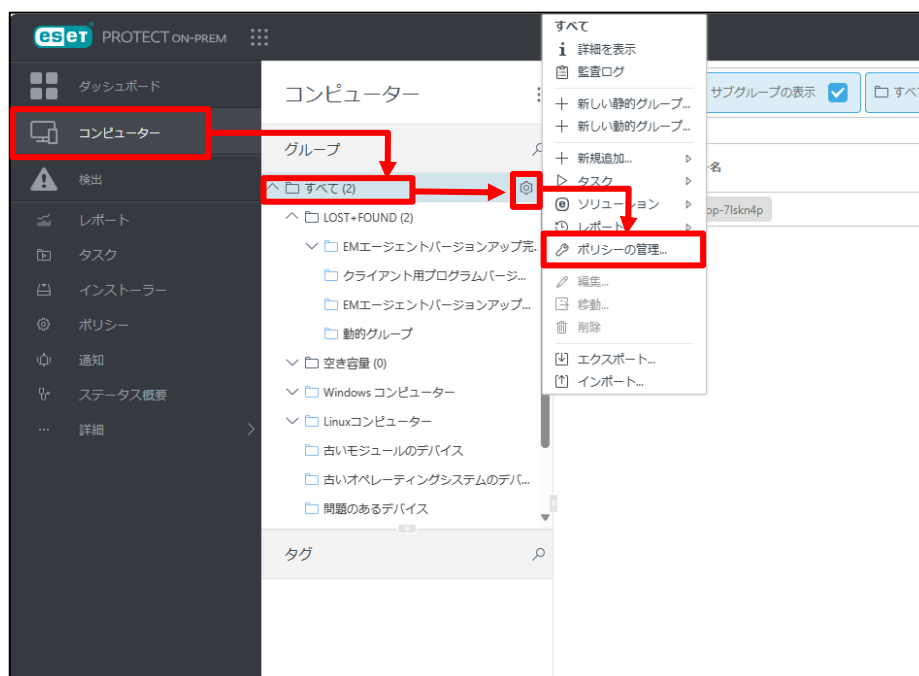 eset PROTECT ON-PREM
ダッシュボード
コンピューター
検出
レポート
タスク
インストーラー
ポリシー
通知
ステータス概要
詳細
コンピューター
グループ
すべて (2)
LOST+FOUND (2)
EMエージェントバージョンアップ完...
クライアント用プログラムバージ...
EMエージェントバージョンアップ...
動的グループ
空き容量 (0)
Windows コンピューター
Linuxコンピューター
古いモジュールのデバイス
古いオペレーティングシステムのデバ...
問題のあるデバイス
タグ
すべて
詳細を表示
監査ログ
新しい静的グループ...
新しい動的グループ...
新規追加...
タスク
ソリューション
レポート
ポリシーの管理...
編集...
移動...
削除
エクスポート...
インポート...
サブグループの表示
すべ
名
op-7lskn4p